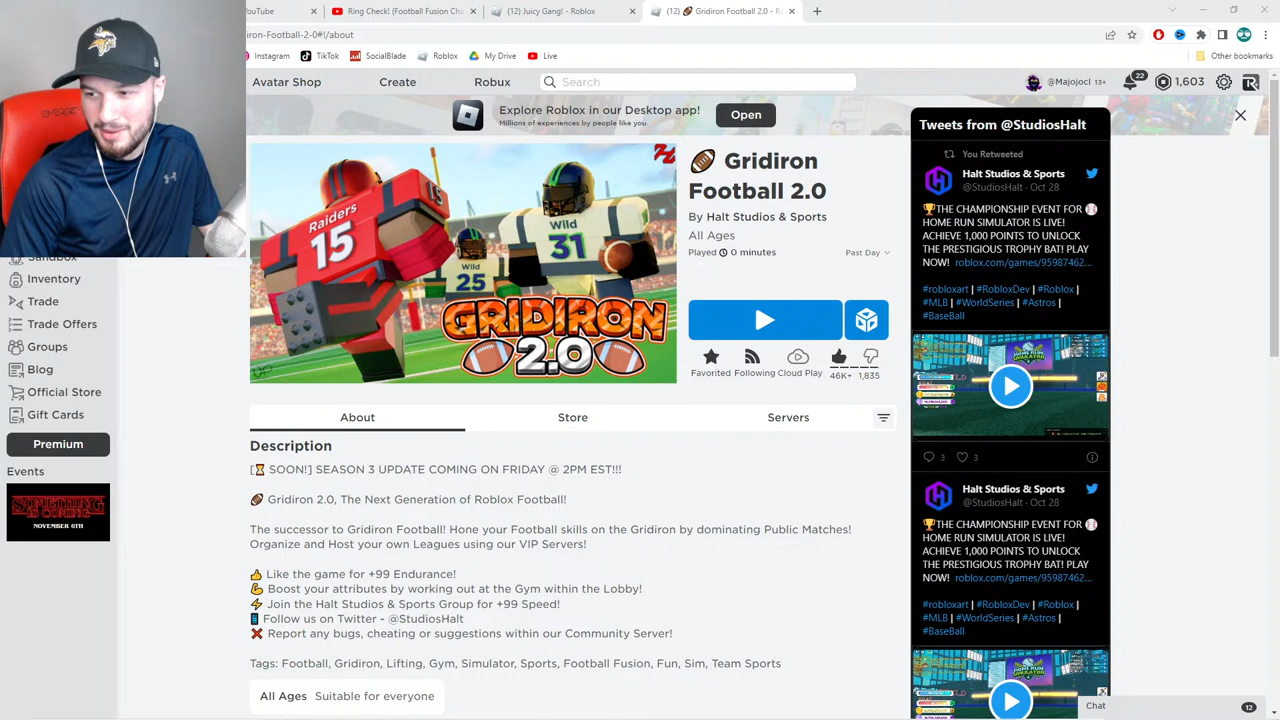 YouTube
Ring Check! (Football Fusion Cha
(12) Juicy Gang! - Roblox
(12) 🏈 Gridiron Football 2.0 - R
iron-Football-2-0#!/about
Instagram
TikTok
SocialBlade
Roblox
My Drive
Live
Other bookmarks
Avatar Shop
Create
Robux
Search
@Majojocl 13+
22
1,603
Explore Roblox in our Desktop app!
Millions of experiences by people like you
Open
Raiders
15
Wild
25
Wild
31
GRIDIRON
2.0
🏈 Gridiron
Football 2.0
By Halt Studios & Sports
All Ages
Played 0 minutes
Past Day
Favorited
Following
Cloud Play
46K+
1,835
Sandbox
Inventory
Trade
Trade Offers
Groups
Blog
Official Store
Gift Cards
Premium
Events
SOMETHING
IS COMING
NOVEMBER 6TH
About
Store
Servers
Description
[⏳ SOON!] SEASON 3 UPDATE COMING ON FRIDAY @ 2PM EST!!!
🏈 Gridiron 2.0, The Next Generation of Roblox Football!
The successor to Gridiron Football! Hone your Football skills on the Gridiron by dominating Public Matches!
Organize and Host your own Leagues using our VIP Servers!
👍 Like the game for +99 Endurance!
💪 Boost your attributes by working out at the Gym within the Lobby!
⚡ Join the Halt Studios & Sports Group for +99 Speed!
📱 Follow us on Twitter - @StudiosHalt
❌ Report any bugs, cheating or suggestions within our Community Server!
Tags: Football, Gridiron, Lifting, Gym, Simulator, Sports, Football Fusion, Fun, Sim, Team Sports
All Ages Suitable for everyone
Tweets from @StudiosHalt
You Retweeted
Halt Studios & Sports
@StudiosHalt · Oct 28
🏆THE CHAMPIONSHIP EVENT FOR ⚾
HOME RUN SIMULATOR IS LIVE!
ACHIEVE 1,000 POINTS TO UNLOCK
THE PRESTIGIOUS TROPHY BAT! PLAY
NOW! roblox.com/games/95987462...
#robloxart | #RobloxDev | #Roblox |
#MLB | #WorldSeries | #Astros |
#BaseBall
3
3
Halt Studios & Sports
@StudiosHalt · Oct 28
🏆THE CHAMPIONSHIP EVENT FOR ⚾
HOME RUN SIMULATOR IS LIVE!
ACHIEVE 1,000 POINTS TO UNLOCK
THE PRESTIGIOUS TROPHY BAT! PLAY
NOW! roblox.com/games/95987462...
#robloxart | #RobloxDev | #Roblox |
#MLB | #WorldSeries | #Astros |
#BaseBall
Chat
12